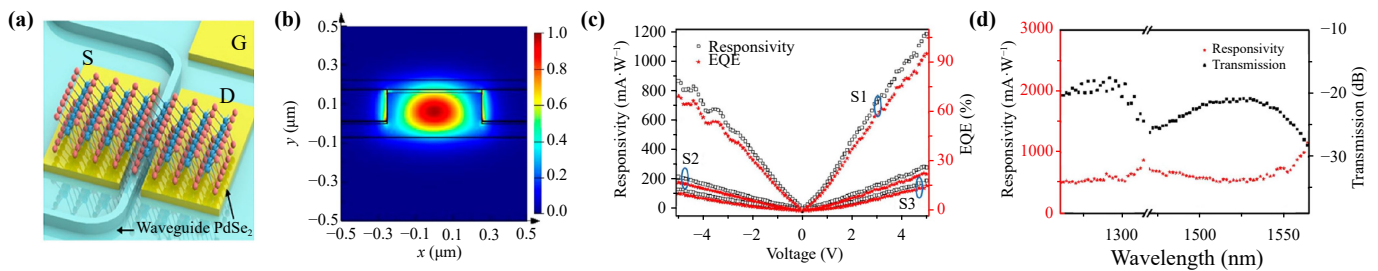 (a)
G
S
D
Waveguide PdSe₂
(b)
0.5
0.3
0.1
−0.1
−0.3
−0.5
y (μm)
−0.5
−0.3
−0.1
0.1
0.3
0.5
x (μm)
1.0
0.8
0.6
0.4
0.2
0.0
(c)
1200
1000
800
600
400
200
0
Responsivity (mA·W⁻¹)
Responsivity
EQE
S1
S2
S3
90
60
30
0
EQE (%)
−4
−2
0
2
4
Voltage (V)
(d)
3000
2500
2000
1500
1000
500
0
Responsivity (mA·W⁻¹)
Responsivity
Transmission
−10
−20
−30
Transmission (dB)
1300
1500
1550
Wavelength (nm)